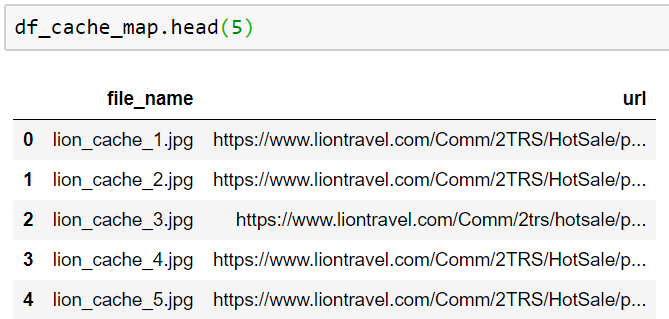 df_cache_map.head(5)
file_name url
0 lion_cache_1.jpg https://www.liontravel.com/Comm/2TRS/HotSale/p...
1 lion_cache_2.jpg https://www.liontravel.com/Comm/2TRS/HotSale/p...
2 lion_cache_3.jpg https://www.liontravel.com/Comm/2trs/hotsale/p...
3 lion_cache_4.jpg https://www.liontravel.com/Comm/2TRS/HotSale/p...
4 lion_cache_5.jpg https://www.liontravel.com/Comm/2TRS/HotSale/p...